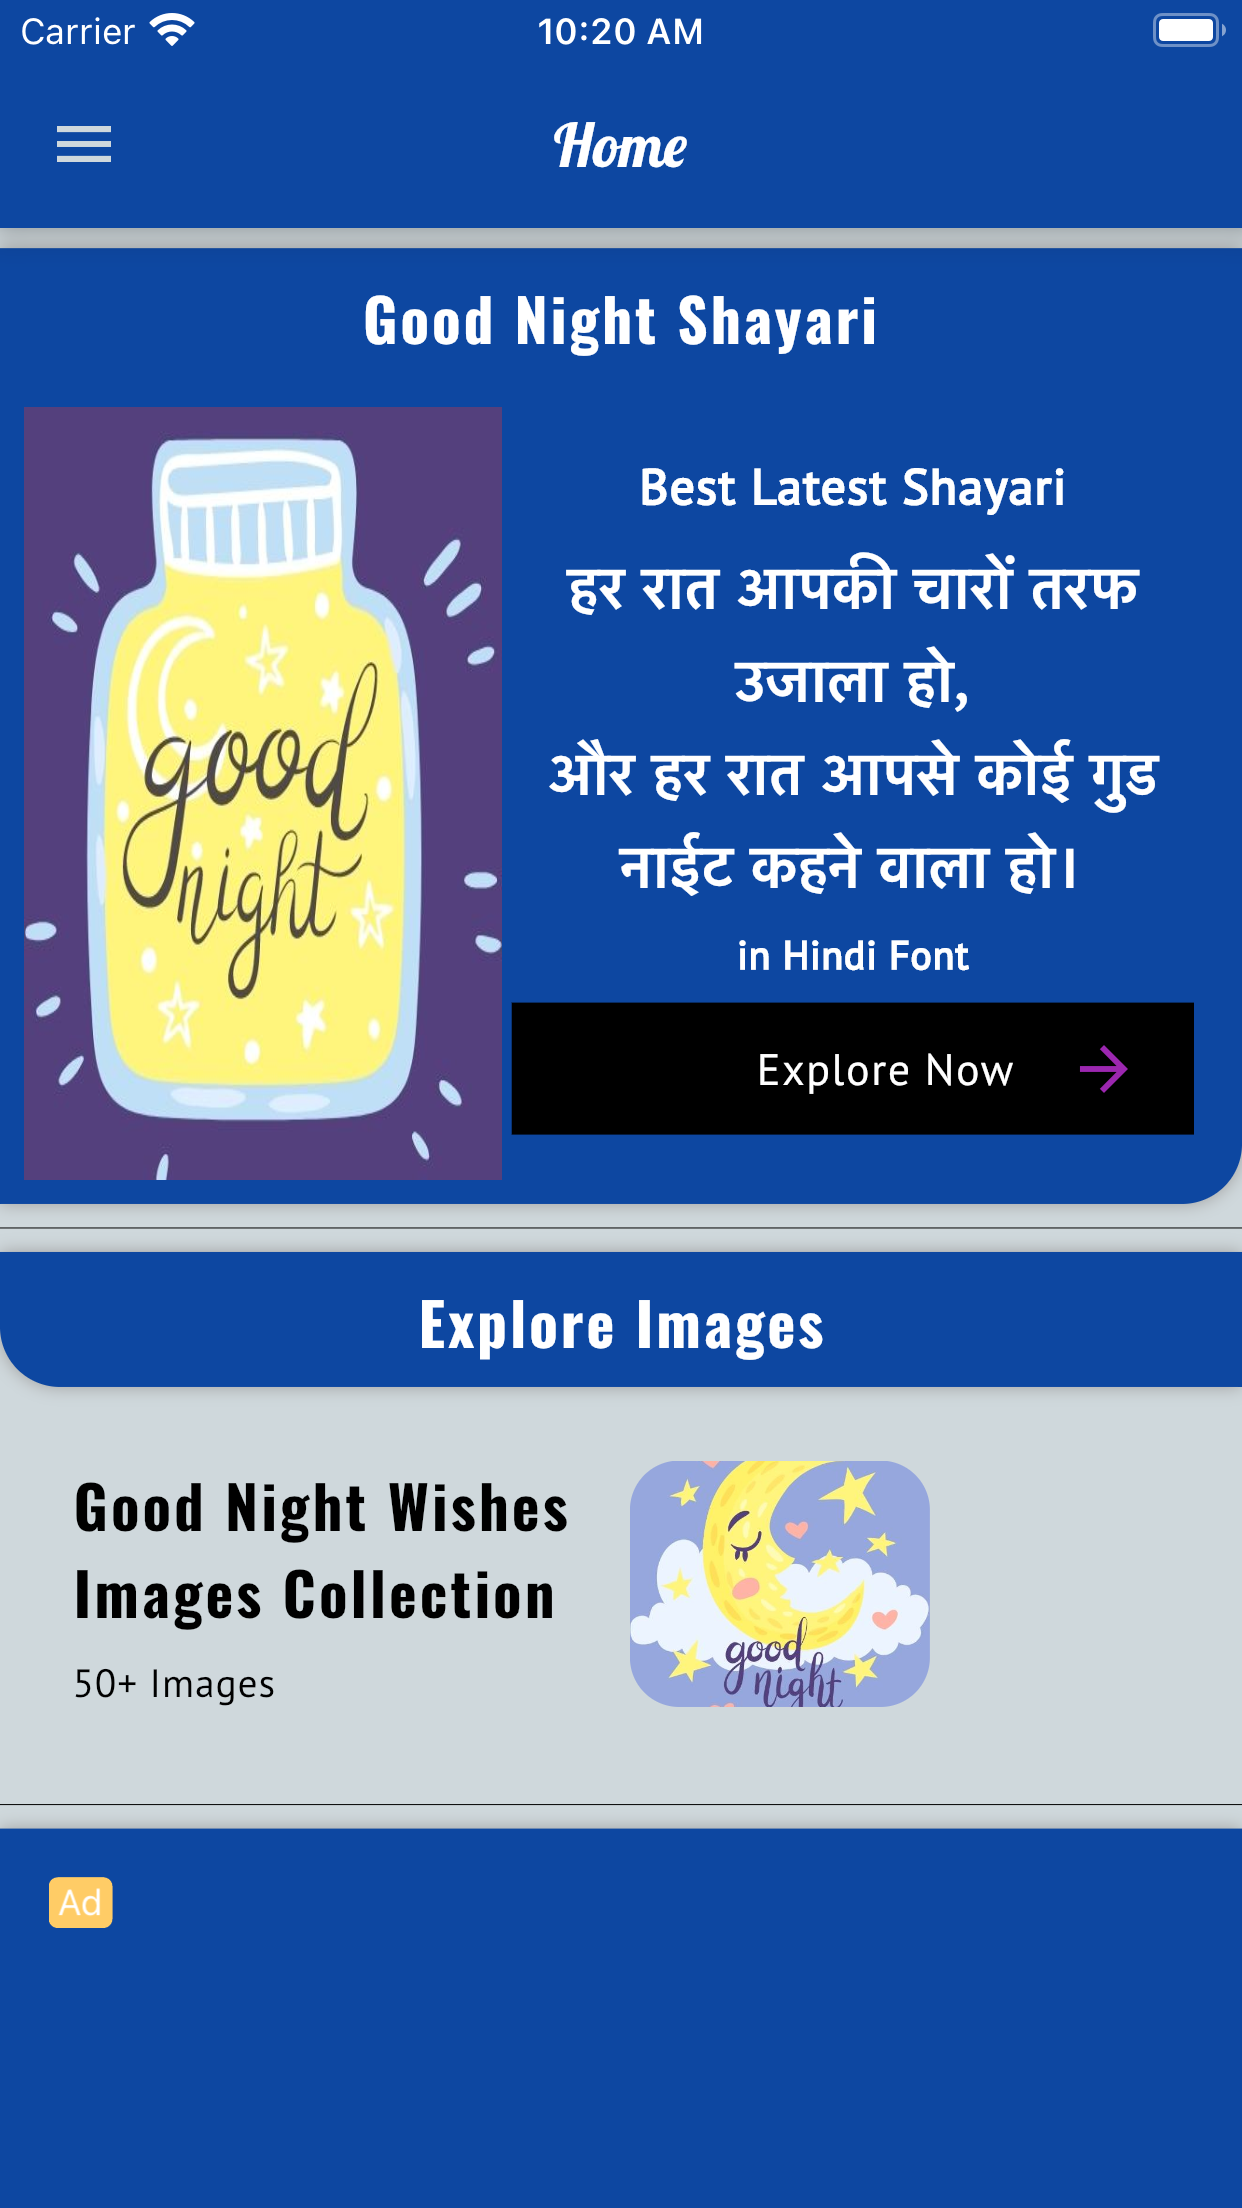 Carrier 10:20 AM
Home
Good Night Shayari
good
night
Best Latest Shayari
हर रात आपकी चारों तरफ
उजाला हो,
और हर रात आपसे कोई गुड
नाईट कहने वाला हो।
in Hindi Font
Explore Now
Explore Images
Good Night Wishes
Images Collection
50+ Images
good
night
Ad